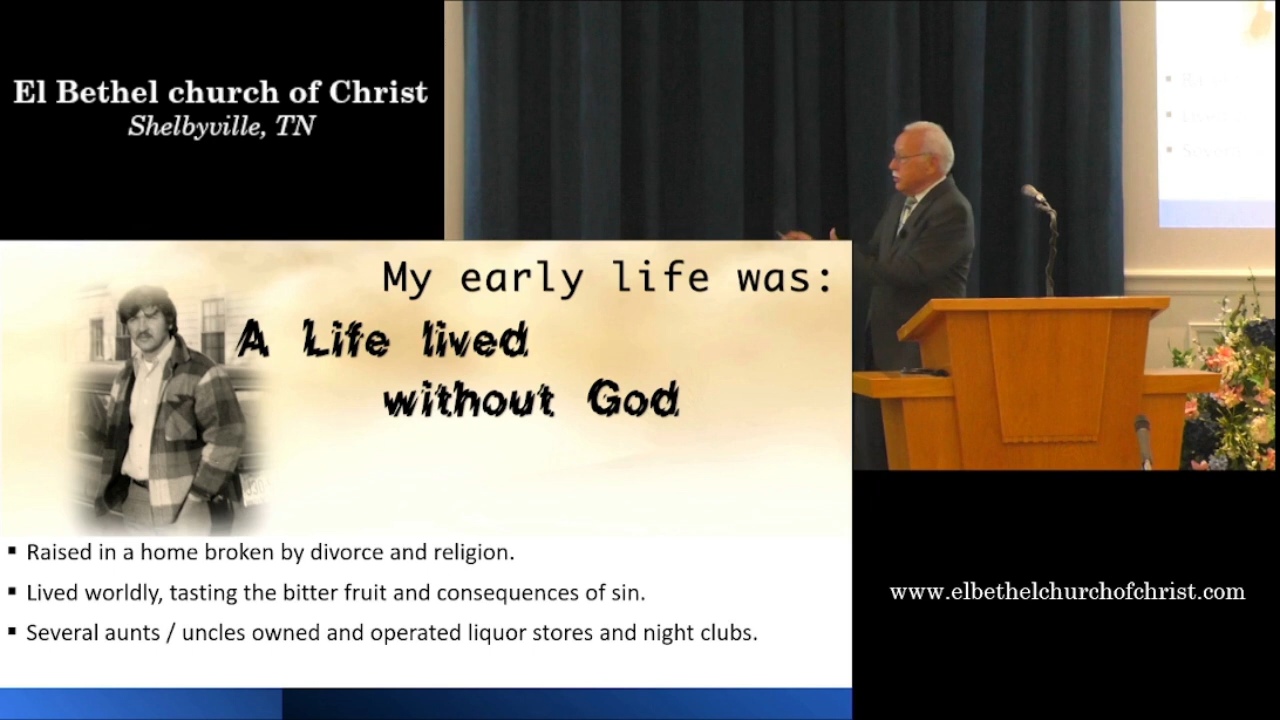 El Bethel church of Christ
Shelbyville, TN
My early life was:
A Life lived
without God
▪ Raised in a home broken by divorce and religion.
▪ Lived worldly, tasting the bitter fruit and consequences of sin.
▪ Several aunts / uncles owned and operated liquor stores and night clubs.
www.elbethelchurchofchrist.com